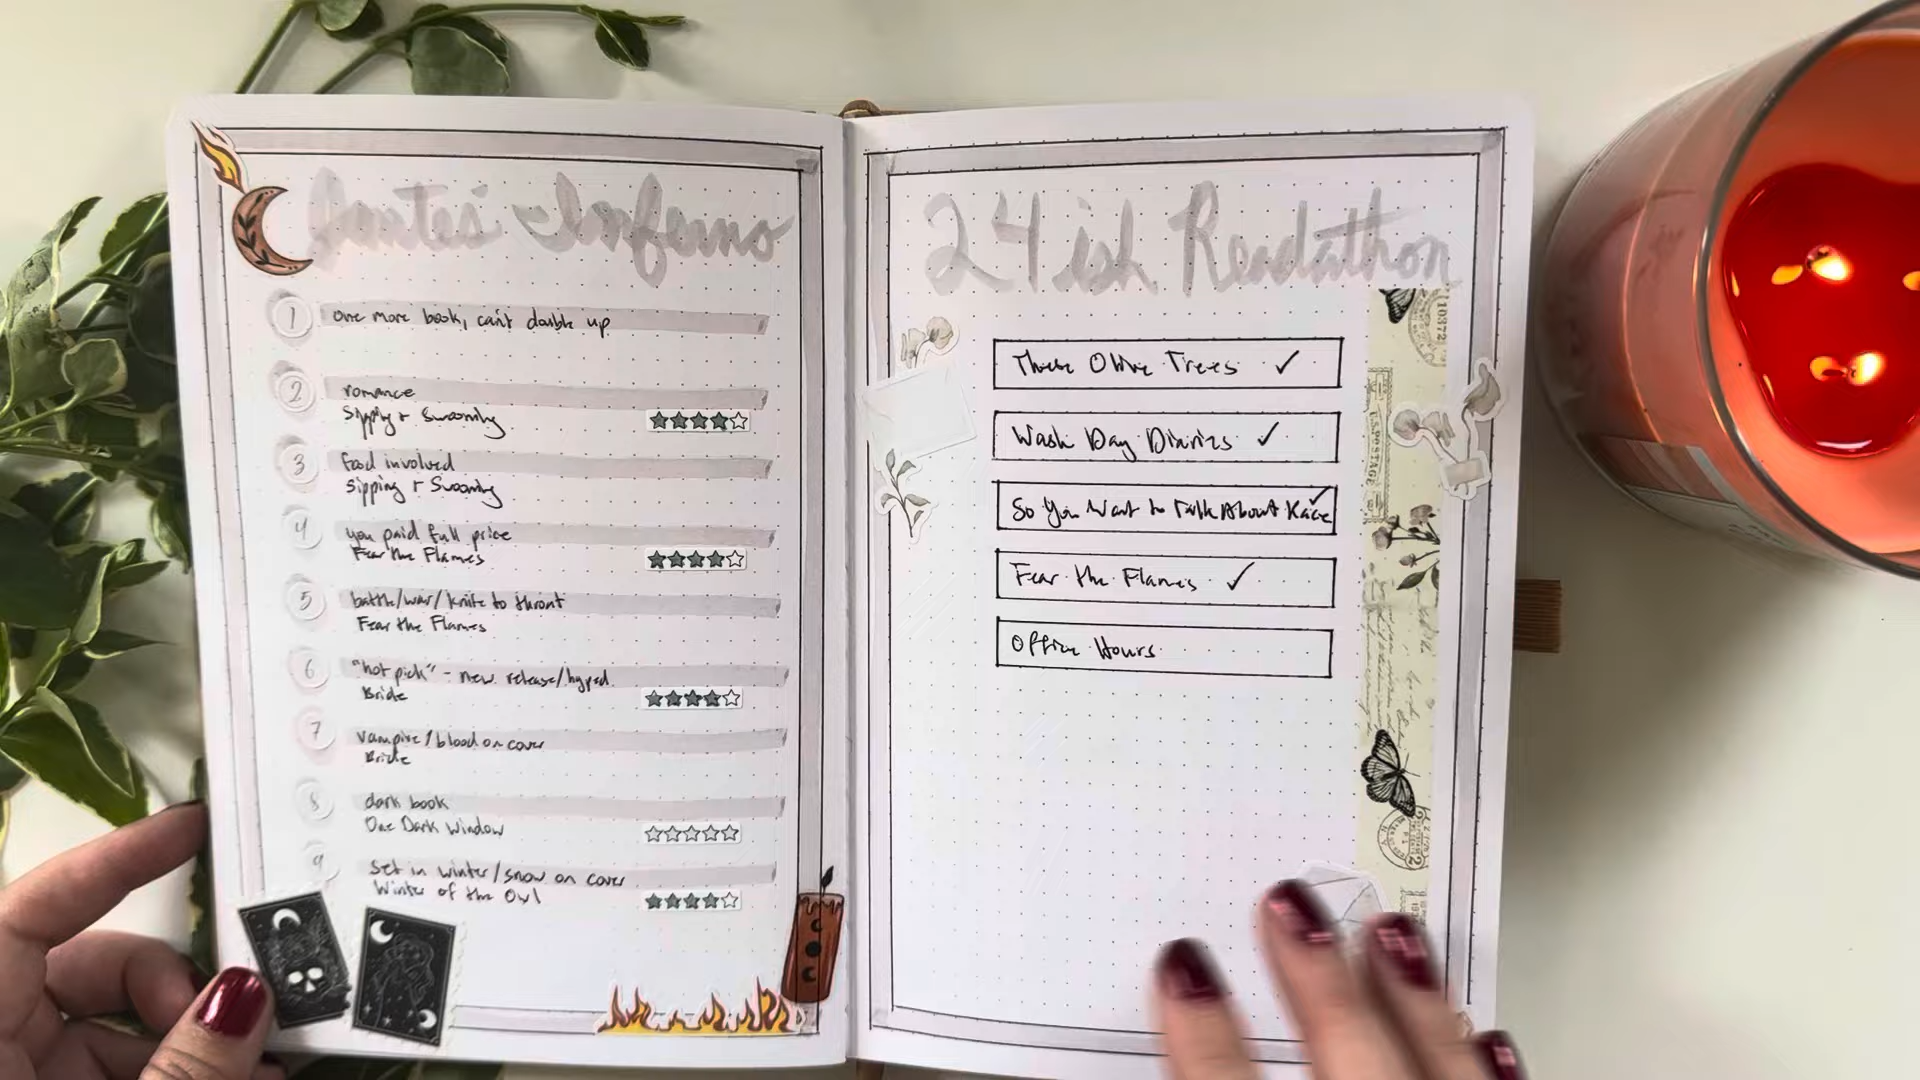 Dante's Inferno
1
one more book, can't double up
2
romance
Sipping + Swooning
3
food involved
Sipping + Swooning
4
you paid full price
Fear the Flames
5
battle/war/knife to throat
Fear the Flames
6
"hot pick" - new release/hyped
Bride
7
vampire/blood on cover
Bride
8
dark book
One Dark Window
9
Set in winter/snow on cover
Winter of the Owl
24ish Readathon
These Olive Trees ✓
Wash Day Diaries ✓
So You Want to Talk About Race ✓
Fear the Flames ✓
Office Hours
10372
U.S. POSTAGE